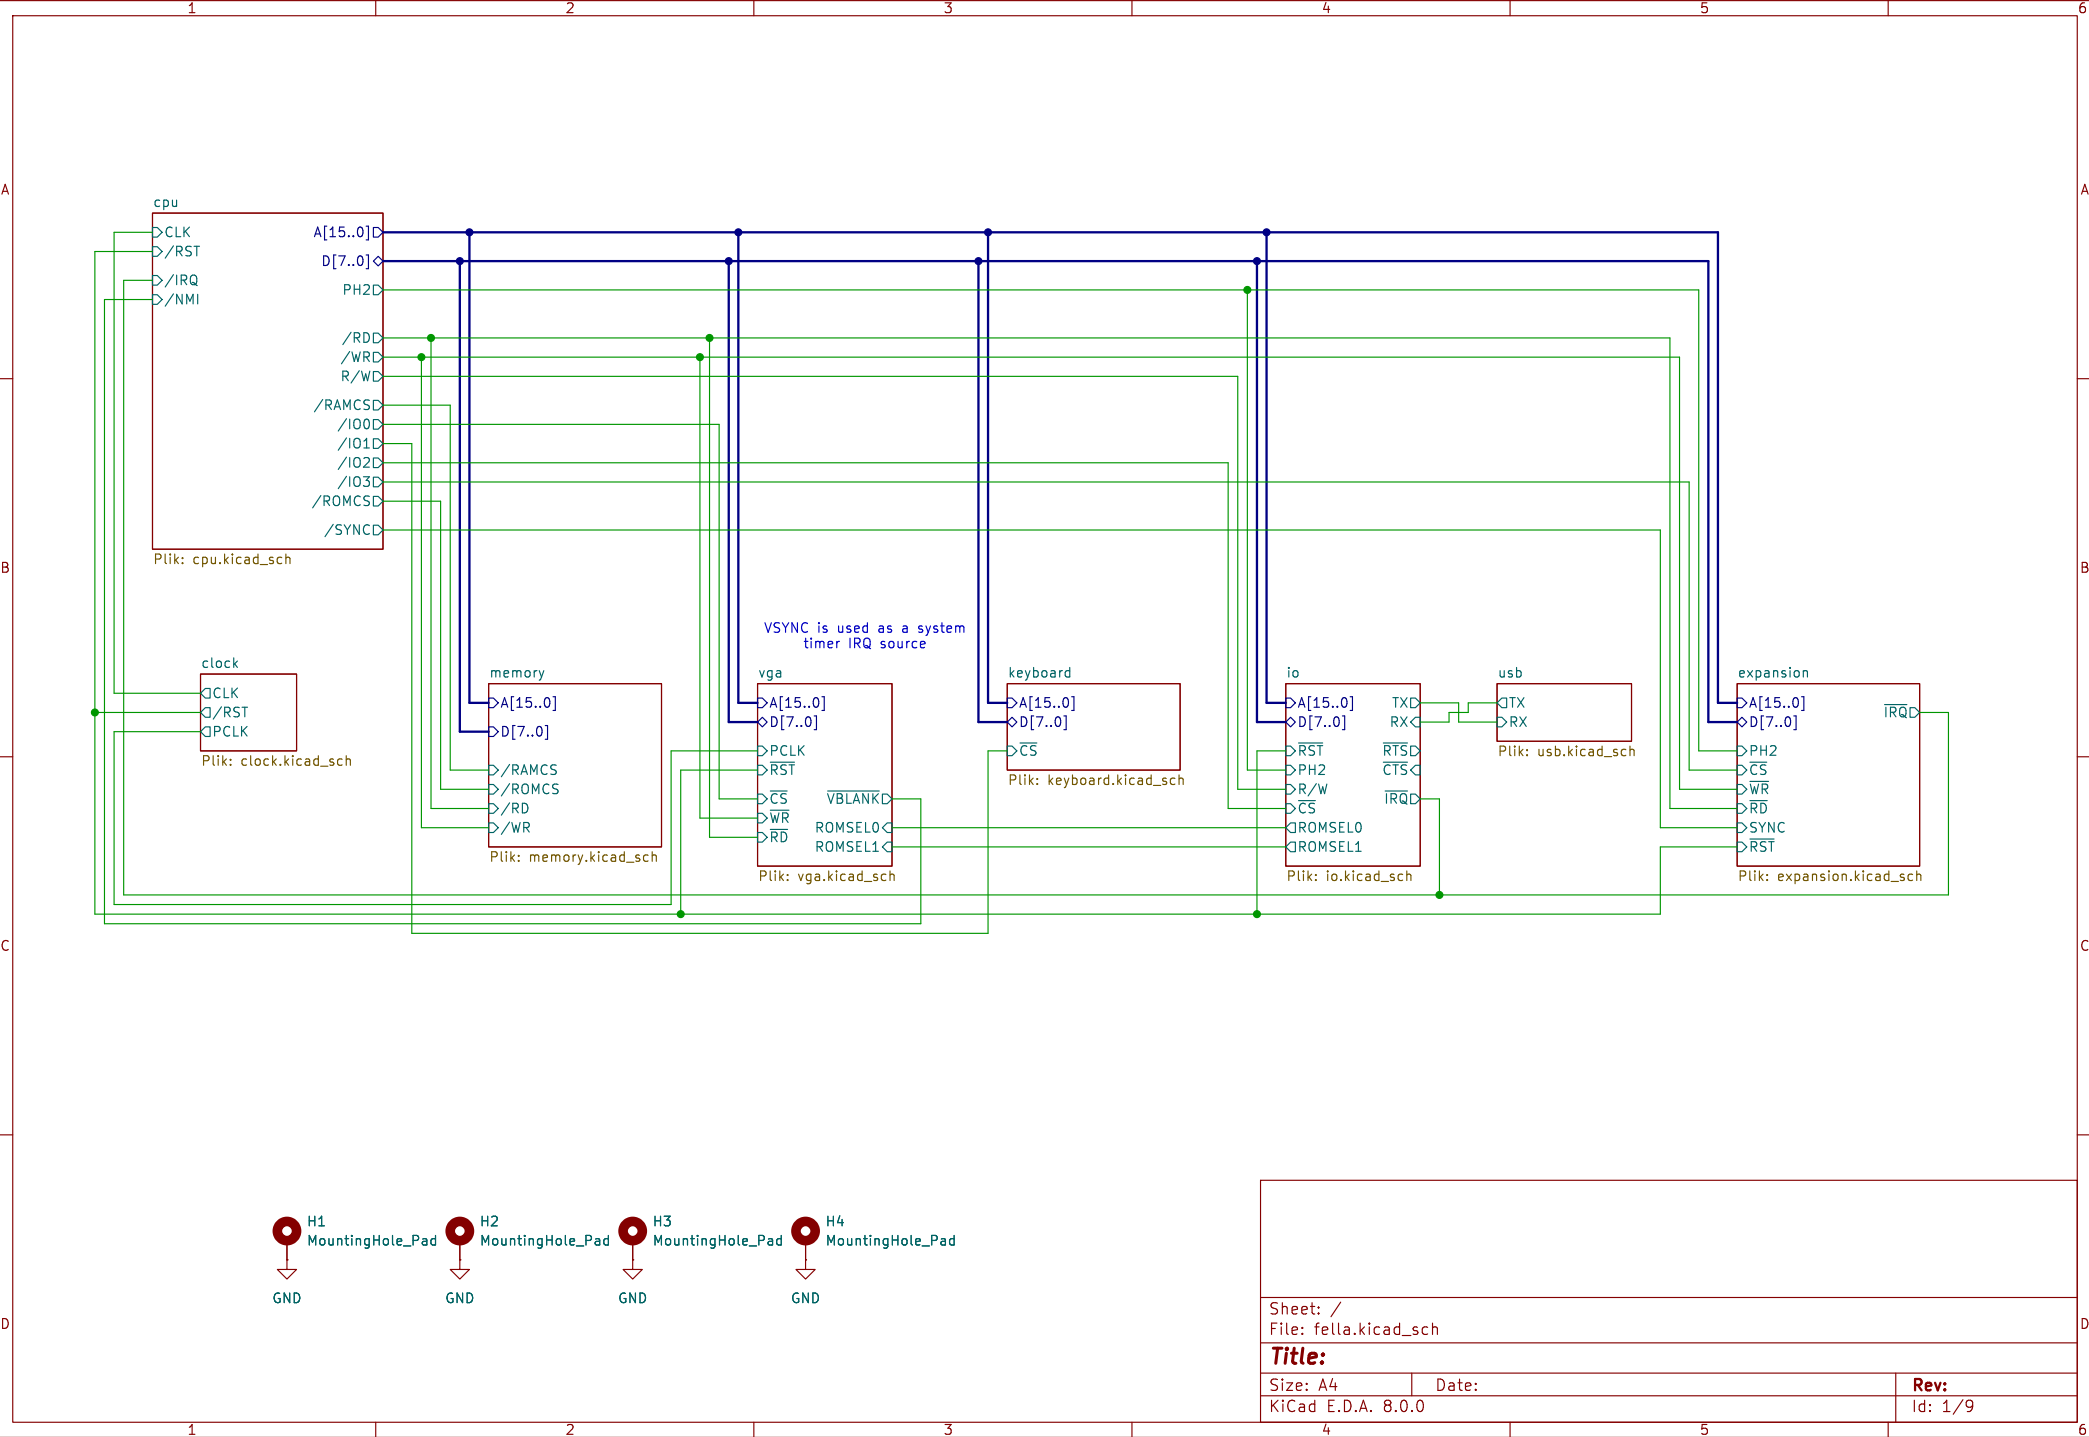 1 2 3 4 5 6
A
A
B
B
C
C
D
D
1 2 3 4 5 6
cpu
CLK
/RST
/IRQ
/NMI
A[15..0]
D[7..0]
PH2
/RD
/WR
R/W
/RAMCS
/IO0
/IO1
/IO2
/IO3
/ROMCS
/SYNC
Plik: cpu.kicad_sch
clock
CLK
/RST
PCLK
Plik: clock.kicad_sch
memory
A[15..0]
D[7..0]
/RAMCS
/ROMCS
/RD
/WR
Plik: memory.kicad_sch
VSYNC is used as a system
timer IRQ source
vga
A[15..0]
D[7..0]
PCLK
RST
CS
WR
RD
VBLANK
ROMSEL0
ROMSEL1
Plik: vga.kicad_sch
keyboard
A[15..0]
D[7..0]
CS
Plik: keyboard.kicad_sch
io
A[15..0]
D[7..0]
RST
PH2
R/W
CS
ROMSEL0
ROMSEL1
TX
RX
RTS
CTS
IRQ
Plik: io.kicad_sch
usb
TX
RX
Plik: usb.kicad_sch
expansion
A[15..0]
D[7..0]
PH2
CS
WR
RD
SYNC
RST
IRQ
Plik: expansion.kicad_sch
H1
MountingHole_Pad
GND
H2
MountingHole_Pad
GND
H3
MountingHole_Pad
GND
H4
MountingHole_Pad
GND
Sheet: /
File: fella.kicad_sch
Title:
Size: A4 Date: Rev:
KiCad E.D.A. 8.0.0 Id: 1/9